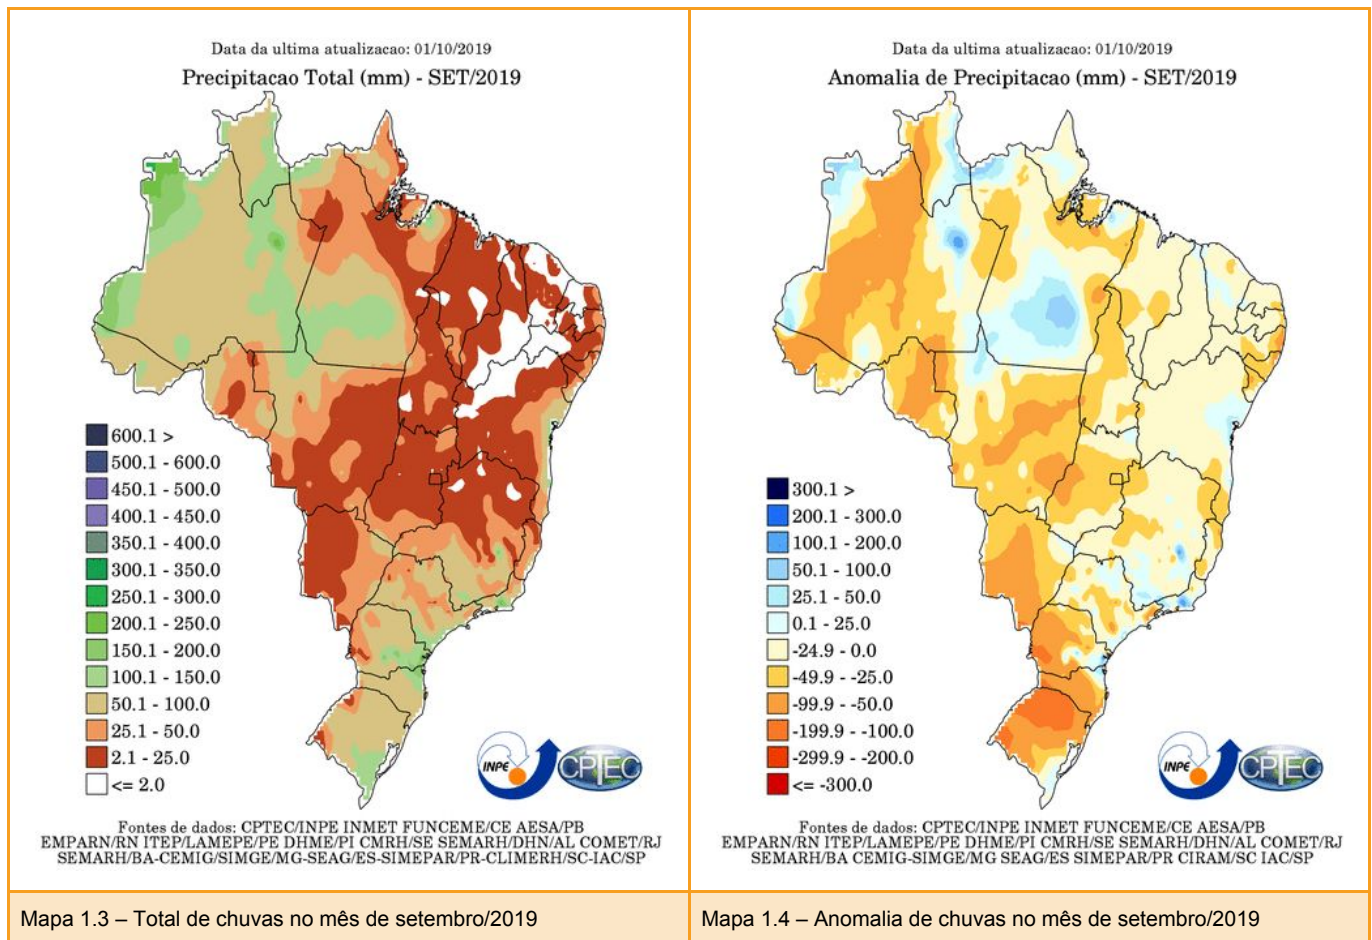 Data da ultima atualizacao: 01/10/2019
Precipitacao Total (mm) - SET/2019
600.1 >
500.1 - 600.0
450.1 - 500.0
400.1 - 450.0
350.1 - 400.0
300.1 - 350.0
250.1 - 300.0
200.1 - 250.0
150.1 - 200.0
100.1 - 150.0
50.1 - 100.0
25.1 - 50.0
2.1 - 25.0
<= 2.0
INPE
CPTEC
Fontes de dados: CPTEC/INPE INMET FUNCEME/CE AESA/PB
EMPARN/RN ITEP/LAMEPE/PE DHME/PI CMRH/SE SEMARH/DHN/AL COMET/RJ
SEMARH/BA-CEMIG/SIMGE/MG-SEAG/ES-SIMEPAR/PR-CLIMERH/SC-IAC/SP
Mapa 1.3 – Total de chuvas no mês de setembro/2019
Data da ultima atualizacao: 01/10/2019
Anomalia de Precipitacao (mm) - SET/2019
300.1 >
200.1 - 300.0
100.1 - 200.0
50.1 - 100.0
25.1 - 50.0
0.1 - 25.0
-24.9 - 0.0
-49.9 - -25.0
-99.9 - -50.0
-199.9 - -100.0
-299.9 - -200.0
<= -300.0
INPE
CPTEC
Fontes de dados: CPTEC/INPE INMET FUNCEME/CE AESA/PB
EMPARN/RN ITEP/LAMEPE/PE DHME/PI CMRH/SE SEMARH/DHN/AL COMET/RJ
SEMARH/BA CEMIG-SIMGE/MG SEAG/ES SIMEPAR/PR CIRAM/SC IAC/SP
Mapa 1.4 – Anomalia de chuvas no mês de setembro/2019